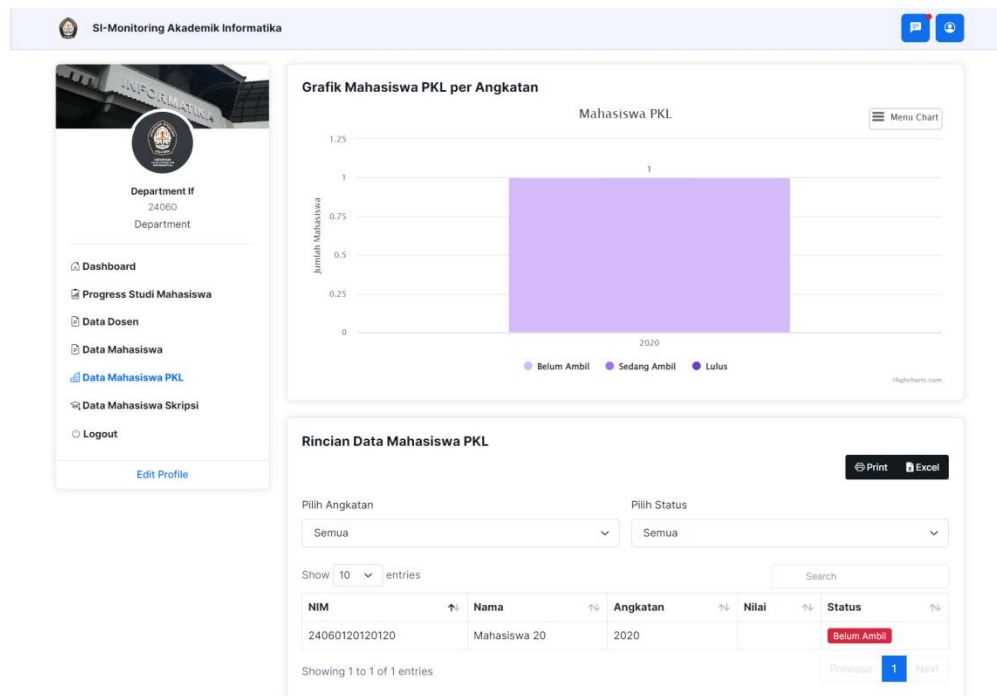 SI-Monitoring Akademik Informatika
INFORMATIKA
Department If
24060
Department
Dashboard
Progress Studi Mahasiswa
Data Dosen
Data Mahasiswa
Data Mahasiswa PKL
Data Mahasiswa Skripsi
Logout
Edit Profile
Grafik Mahasiswa PKL per Angkatan
Mahasiswa PKL
Menu Chart
Jumlah Mahasiswa
1.25
1
0.75
0.5
0.25
0
1
2020
Belum Ambil Sedang Ambil Lulus
Highcharts.com
Rincian Data Mahasiswa PKL
Print Excel
Pilih Angkatan Pilih Status
Semua Semua
Show 10 entries Search
NIM Nama Angkatan Nilai Status
24060120120120 Mahasiswa 20 2020 Belum Ambil
Showing 1 to 1 of 1 entries Previous 1 Next